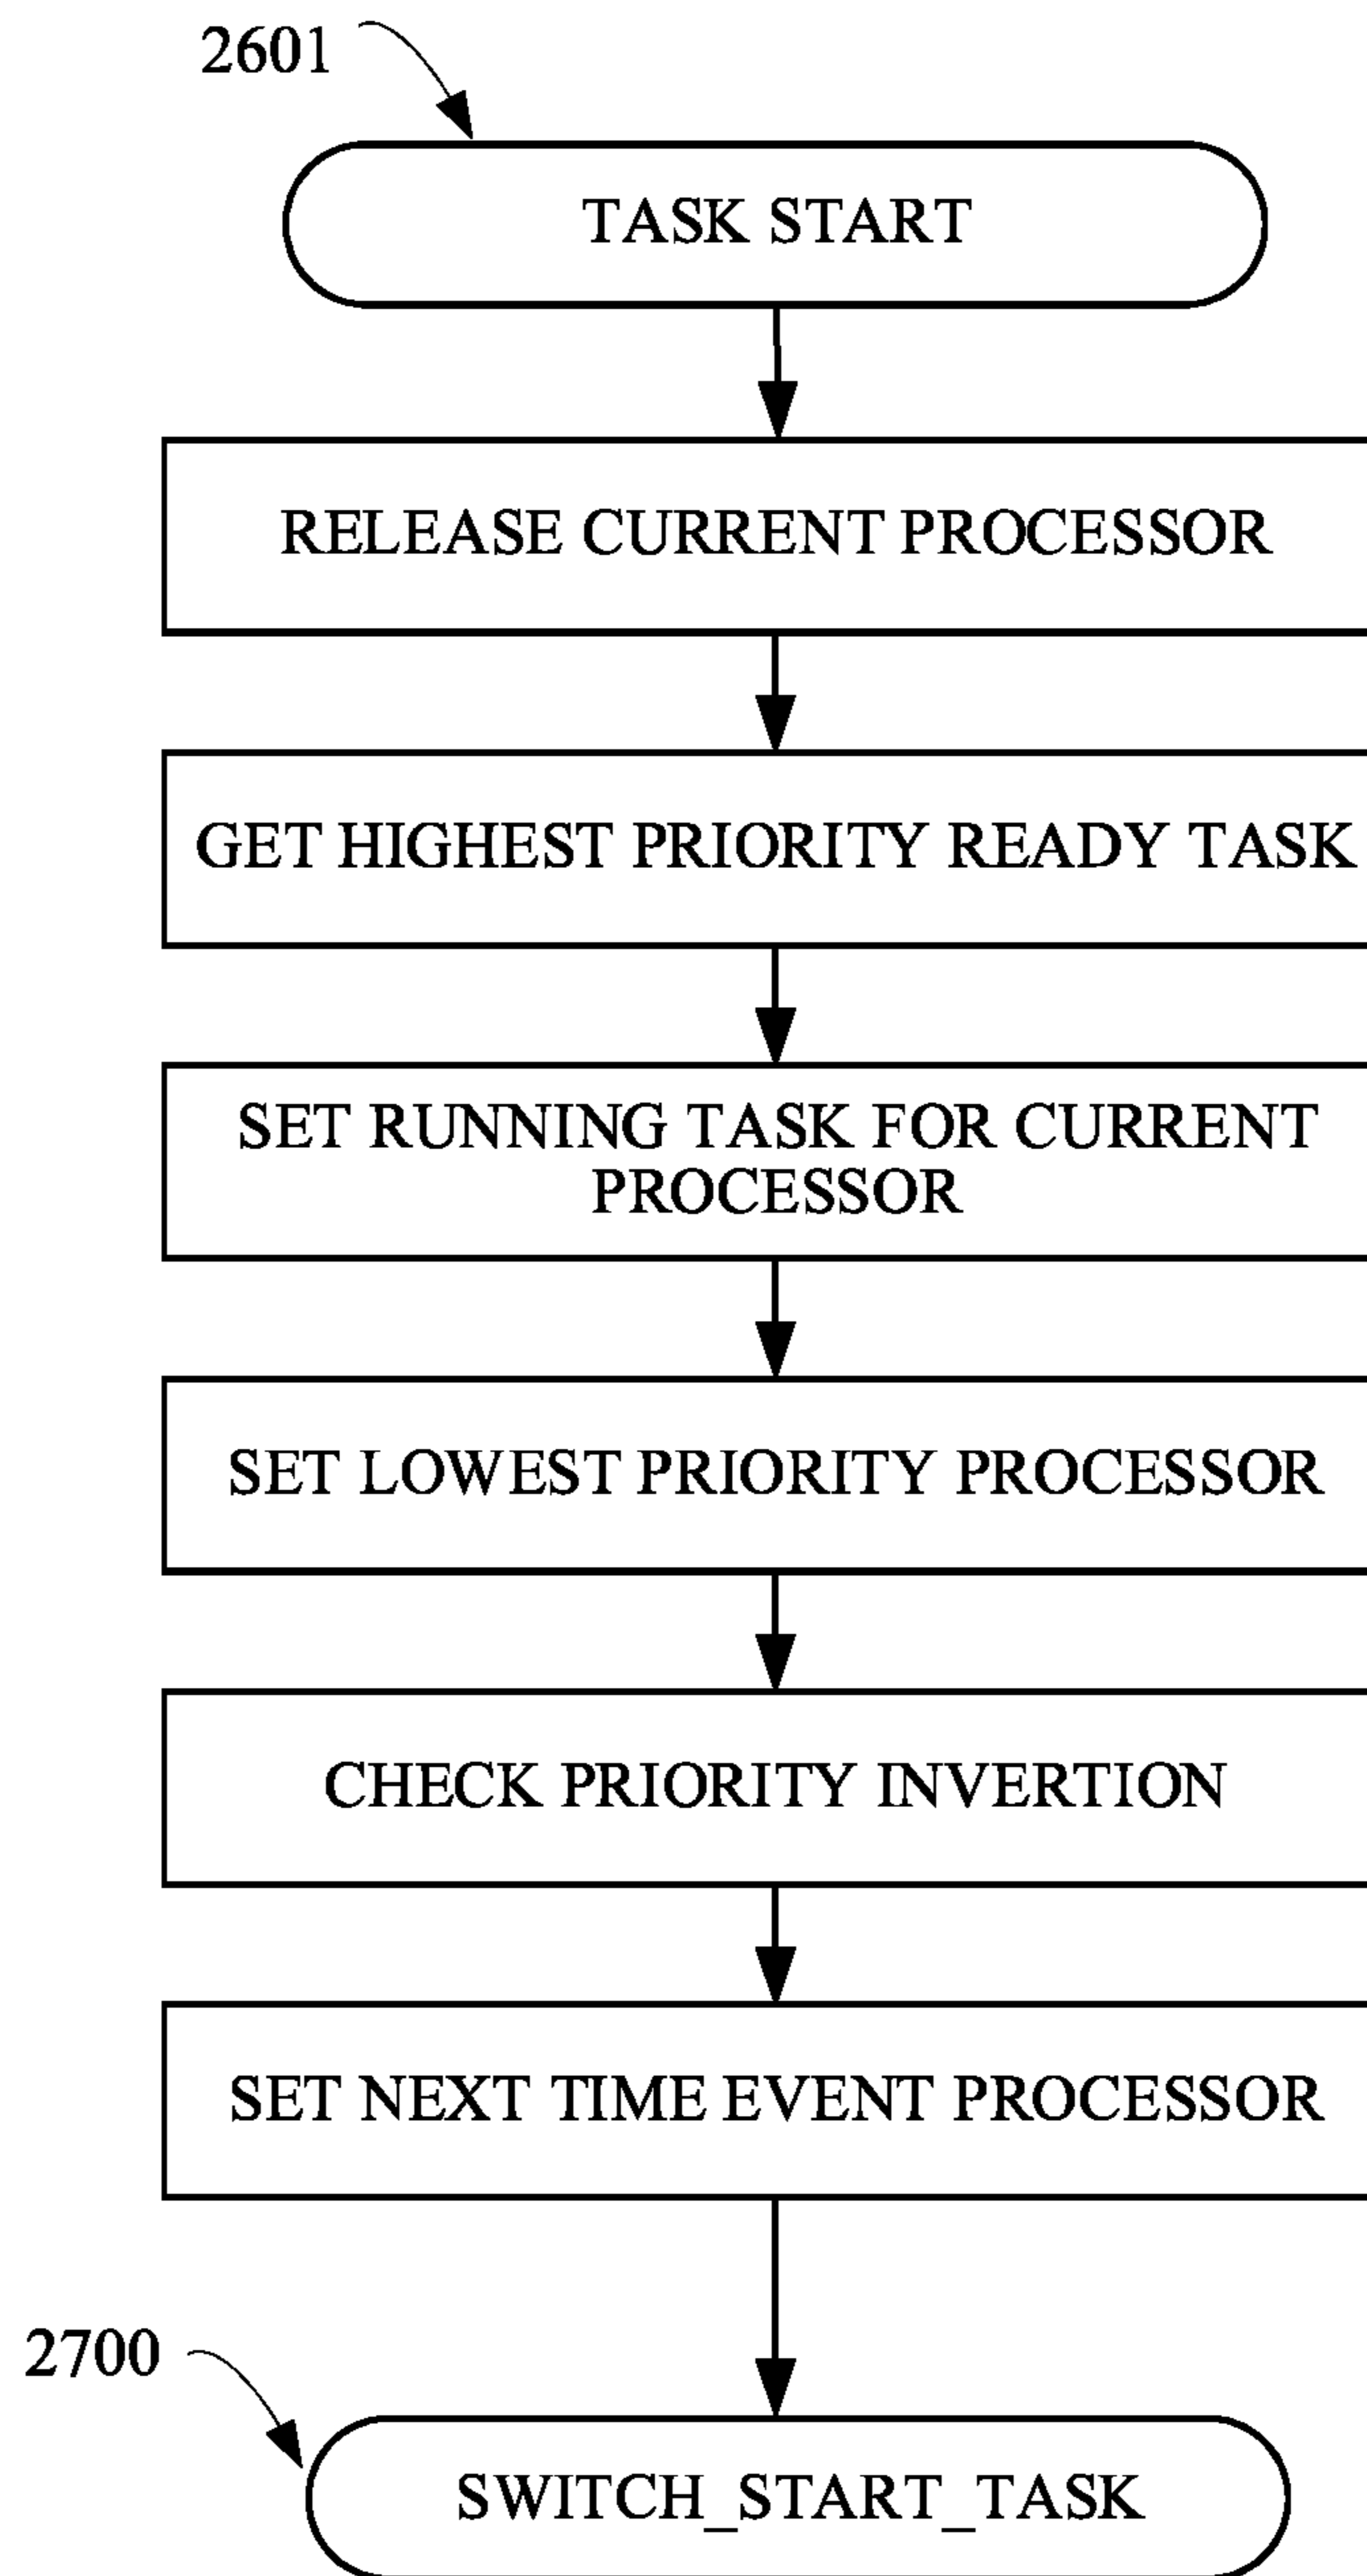 2601
TASK START
RELEASE CURRENT PROCESSOR
GET HIGHEST PRIORITY READY TASK
SET RUNNING TASK FOR CURRENT
PROCESSOR
SET LOWEST PRIORITY PROCESSOR
CHECK PRIORITY INVERTION
SET NEXT TIME EVENT PROCESSOR
2700
SWITCH_START_TASK